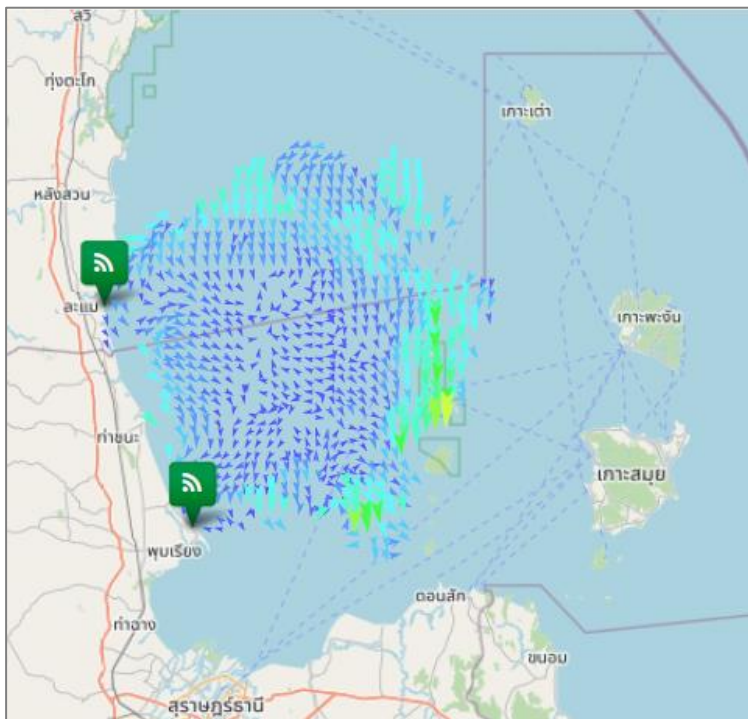 สวี
ทุ่งตะโก
เกาะเต่า
หลังสวน
ละแม
เกาะพะงัน
ท่าชนะ
เกาะสมุย
พุมเรียง
ดอนสัก
ท่าฉาง
ขนอม
สุราษฎร์ธานี